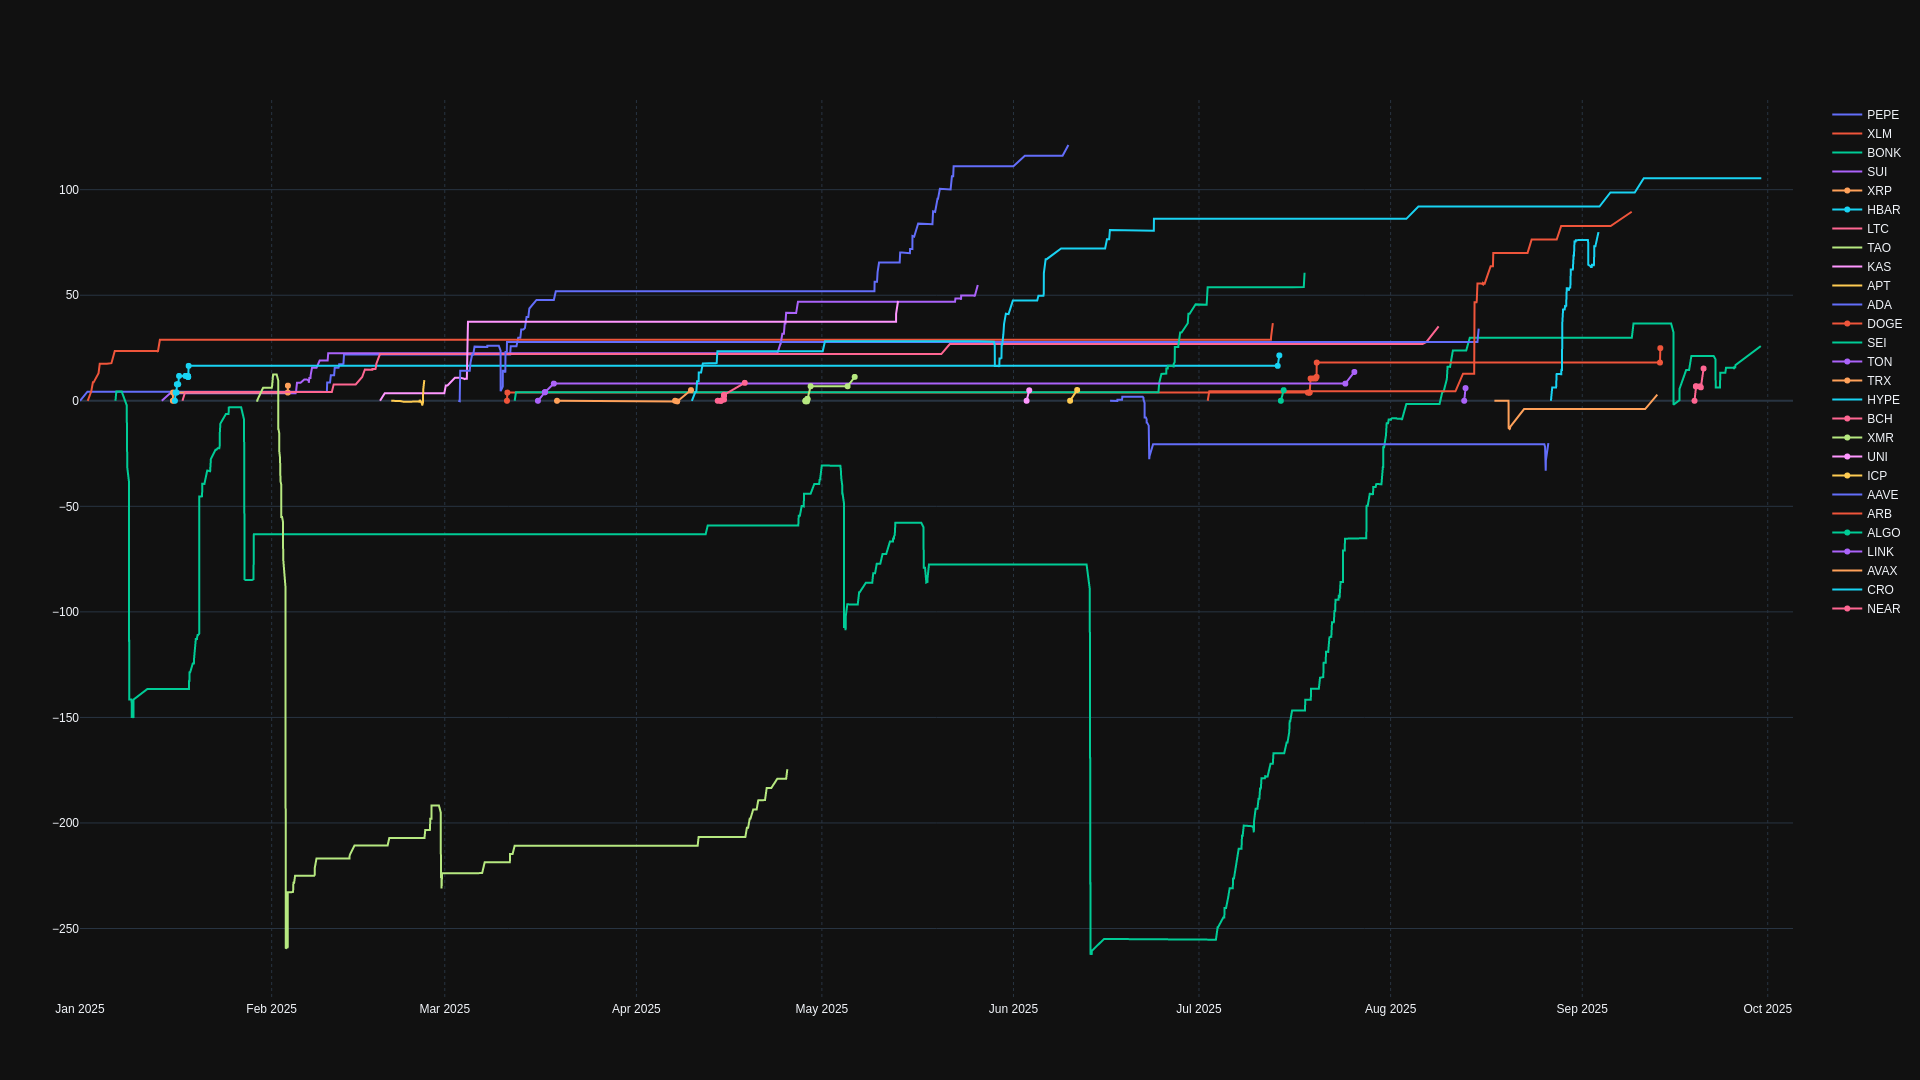 100
50
0
−50
−100
−150
−200
−250
Jan 2025
Feb 2025
Mar 2025
Apr 2025
May 2025
Jun 2025
Jul 2025
Aug 2025
Sep 2025
Oct 2025
PEPE
XLM
BONK
SUI
XRP
HBAR
LTC
TAO
KAS
APT
ADA
DOGE
SEI
TON
TRX
HYPE
BCH
XMR
UNI
ICP
AAVE
ARB
ALGO
LINK
AVAX
CRO
NEAR